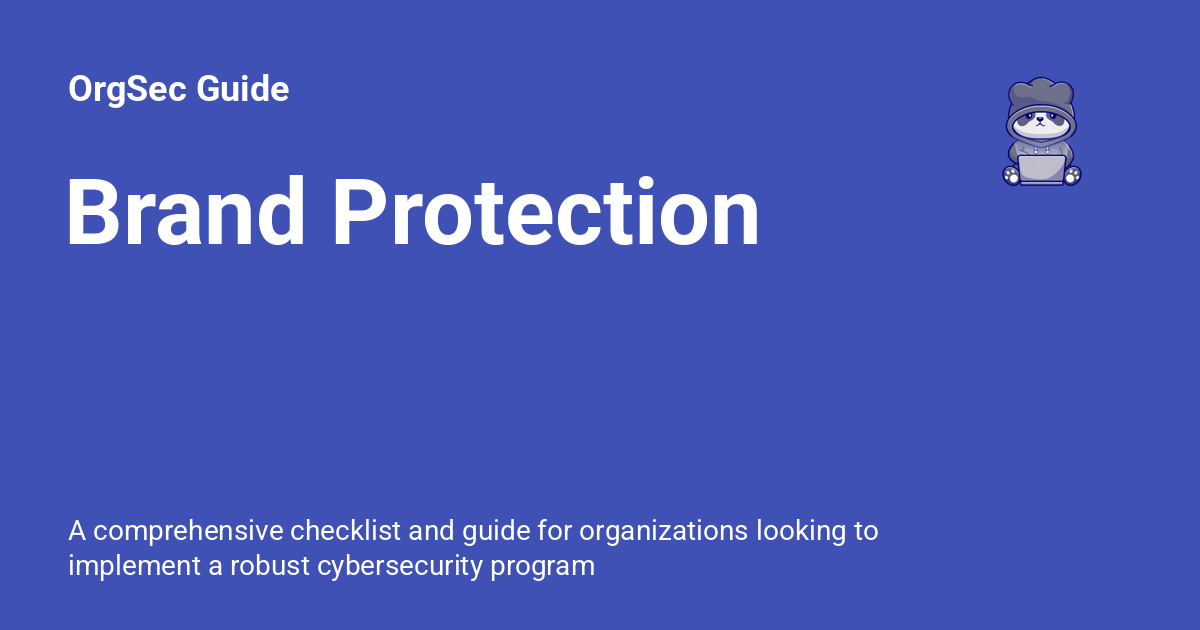 OrgSec Guide
Brand Protection
A comprehensive checklist and guide for organizations looking to
implement a robust cybersecurity program